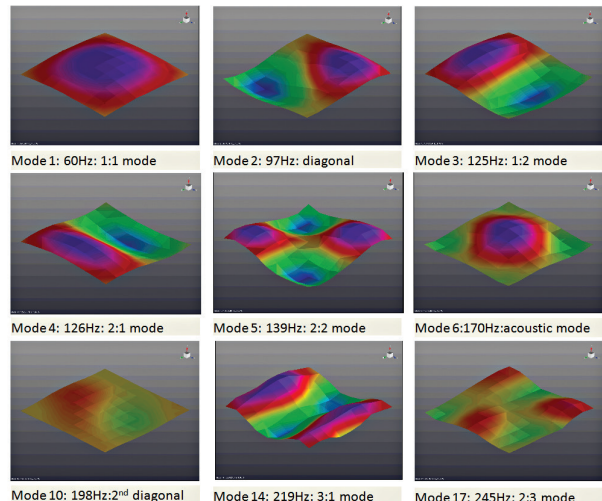 Mode 1: 60Hz: 1:1 mode
Mode 2: 97Hz: diagonal
Mode 3: 125Hz: 1:2 mode
Mode 4: 126Hz: 2:1 mode
Mode 5: 139Hz: 2:2 mode
Mode 6:170Hz:acoustic mode
Mode 10: 198Hz:2nd diagonal
Mode 14: 219Hz: 3:1 mode
Mode 17: 245Hz: 2:3 mode